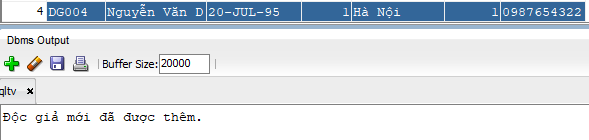 4 DG004 Nguyễn Văn D 20-JUL-95 1 Hà Nội 1 0987654322
Dbms Output
Buffer Size: 20000
qltv ×
Độc giả mới đã được thêm.